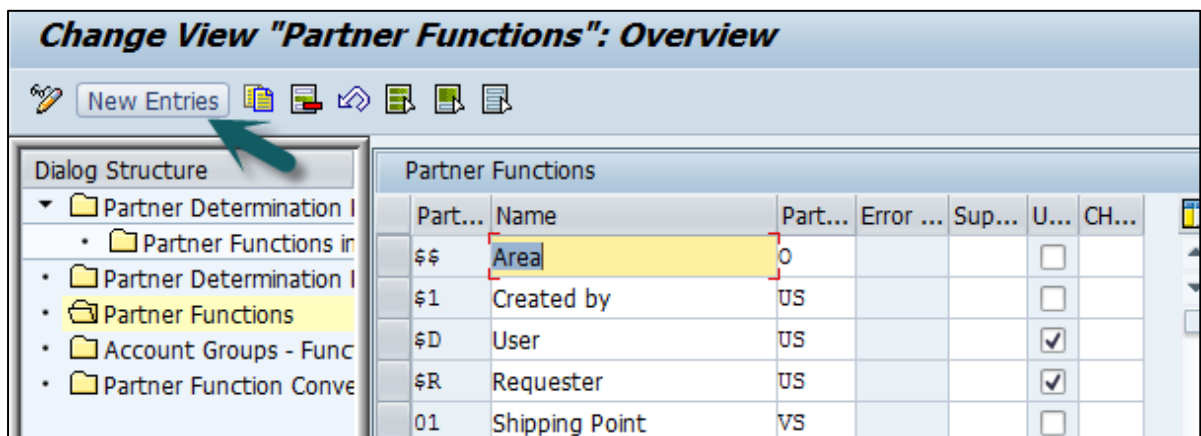 Change View "Partner Functions": Overview
New Entries
Dialog Structure
Partner Determination
Partner Functions in
Partner Determination
Partner Functions
Account Groups - Func
Partner Function Conve
Partner Functions
Part... Name Part... Error ... Sup... U... CH...
$$ Area O
$1 Created by US
$D User US
$R Requester US
01 Shipping Point VS